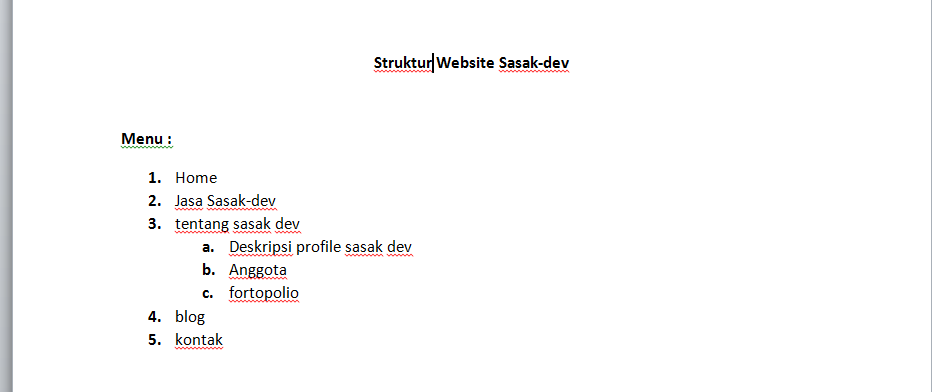 Struktur Website Sasak-dev
Menu :
1. Home
2. Jasa Sasak-dev
3. tentang sasak dev
a. Deskripsi profile sasak dev
b. Anggota
c. fortopolio
4. blog
5. kontak